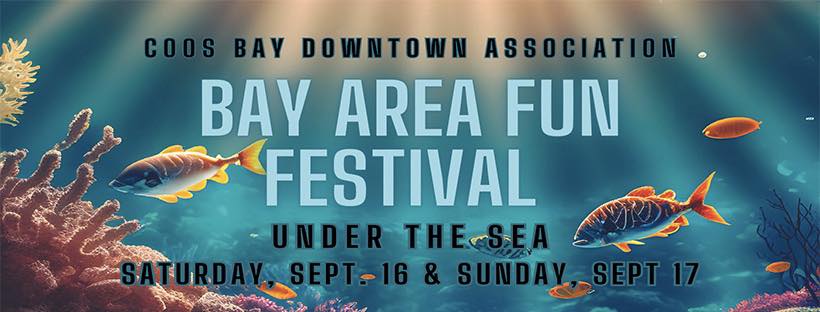 COOS BAY DOWNTOWN ASSOCIATION
BAY AREA FUN
FESTIVAL
UNDER THE SEA
SATURDAY, SEPT. 16 & SUNDAY, SEPT 17